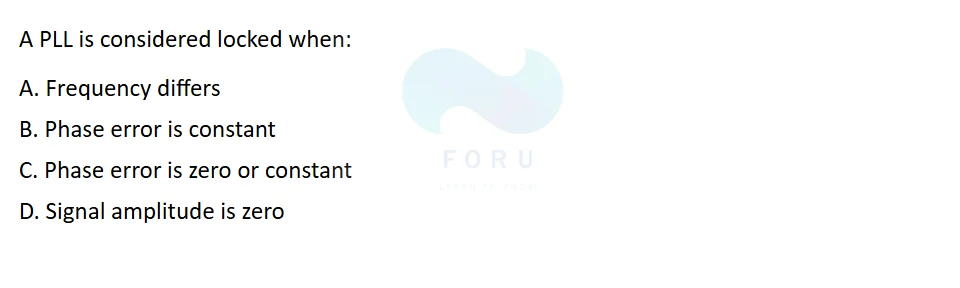 A PLL is considered locked when:
A. Frequency differs
B. Phase error is constant
C. Phase error is zero or constant
D. Signal amplitude is zero
FORU